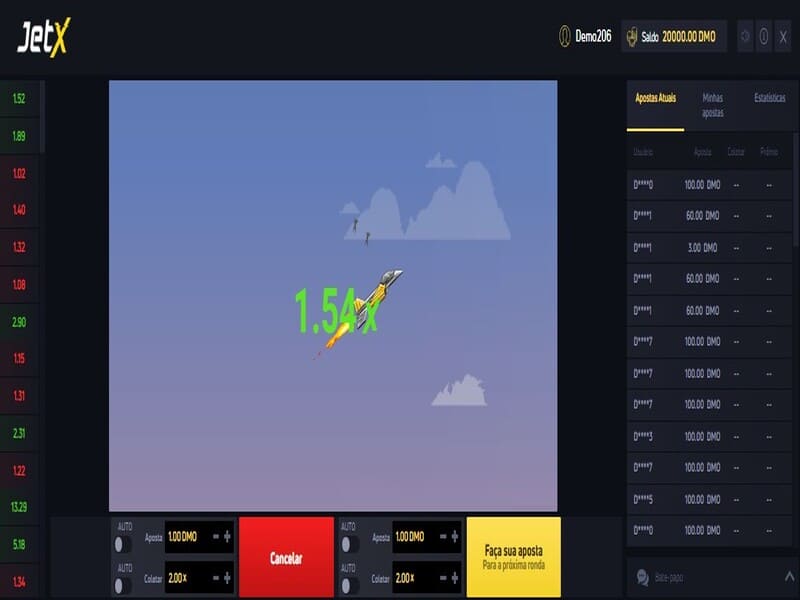 JetX
Demo206
Saldo 20000.00 DMO
1.52
1.89
1.02
1.40
1.32
1.08
2.90
1.15
1.31
2.31
1.22
13.29
5.18
1.34
1.54x
Apostas Atuais
Minhas apostas
Estatísticas
Usuário Aposta Coletar Prêmio
D****0 100.00 DMO -- --
D****1 60.00 DMO -- --
D****1 3.00 DMO -- --
D****1 60.00 DMO -- --
D****1 60.00 DMO -- --
D****7 100.00 DMO -- --
D****7 100.00 DMO -- --
D****7 100.00 DMO -- --
D****3 100.00 DMO -- --
D****7 100.00 DMO -- --
D****5 100.00 DMO -- --
D****0 100.00 DMO -- --
AUTO
Aposta 1.00 DMO - +
AUTO
Coletar 2.00x - +
Cancelar
AUTO
Aposta 1.00 DMO - +
AUTO
Coletar 2.00x - +
Faça sua aposta
Para a próxima ronda
Bate-papo